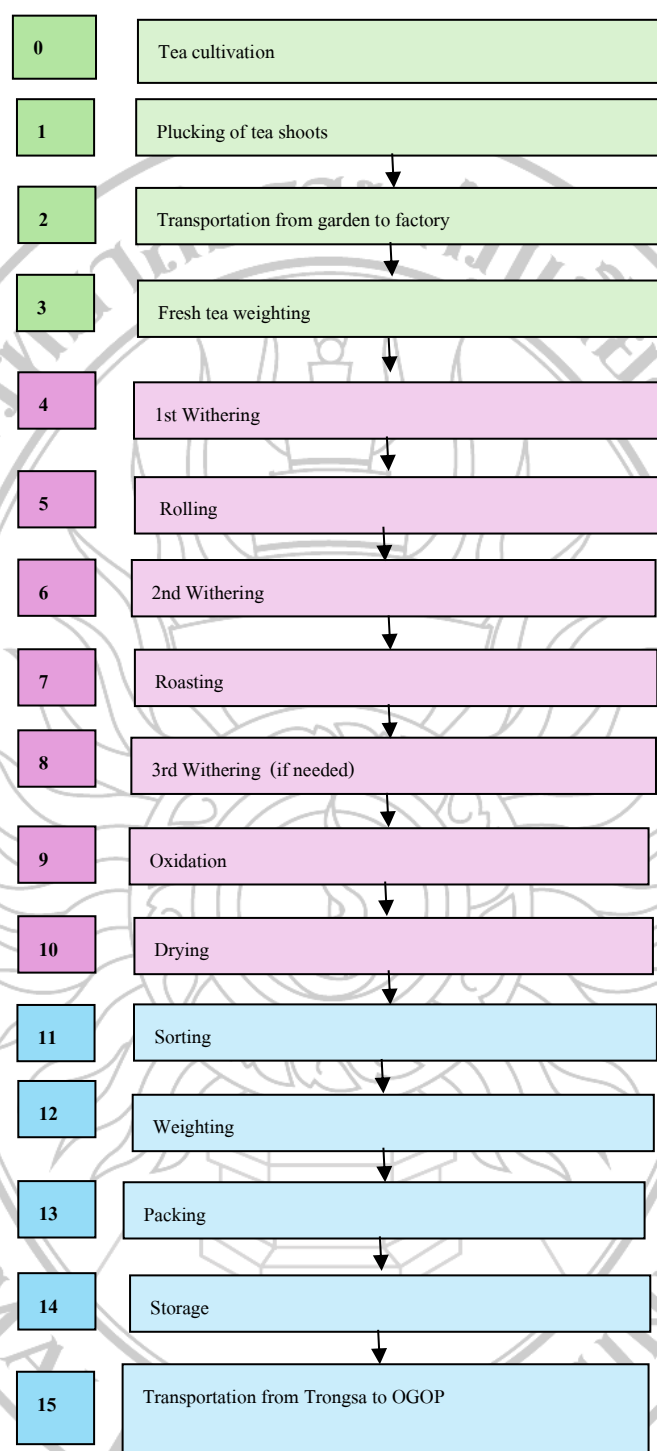 0 Tea cultivation
1 Plucking of tea shoots
2 Transportation from garden to factory
3 Fresh tea weighting
4 1st Withering
5 Rolling
6 2nd Withering
7 Roasting
8 3rd Withering (if needed)
9 Oxidation
10 Drying
11 Sorting
12 Weighting
13 Packing
14 Storage
15 Transportation from Trongsa to OGOP